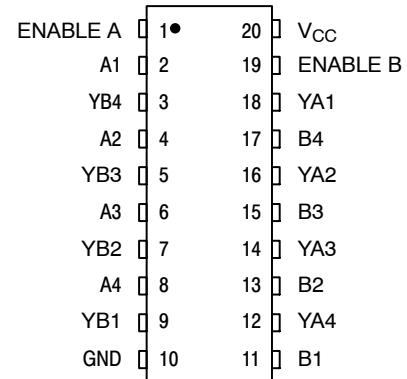 ENABLE A 1 20 VCC
A1 2 19 ENABLE B
YB4 3 18 YA1
A2 4 17 B4
YB3 5 16 YA2
A3 6 15 B3
YB2 7 14 YA3
A4 8 13 B2
YB1 9 12 YA4
GND 10 11 B1